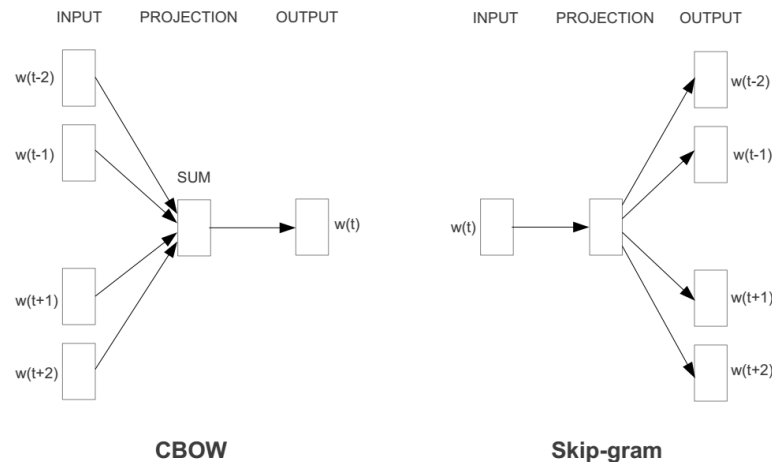 INPUT PROJECTION OUTPUT
w(t-2)
w(t-1)
SUM
w(t)
w(t+1)
w(t+2)
CBOW
INPUT PROJECTION OUTPUT
w(t-2)
w(t-1)
w(t)
w(t+1)
w(t+2)
Skip-gram